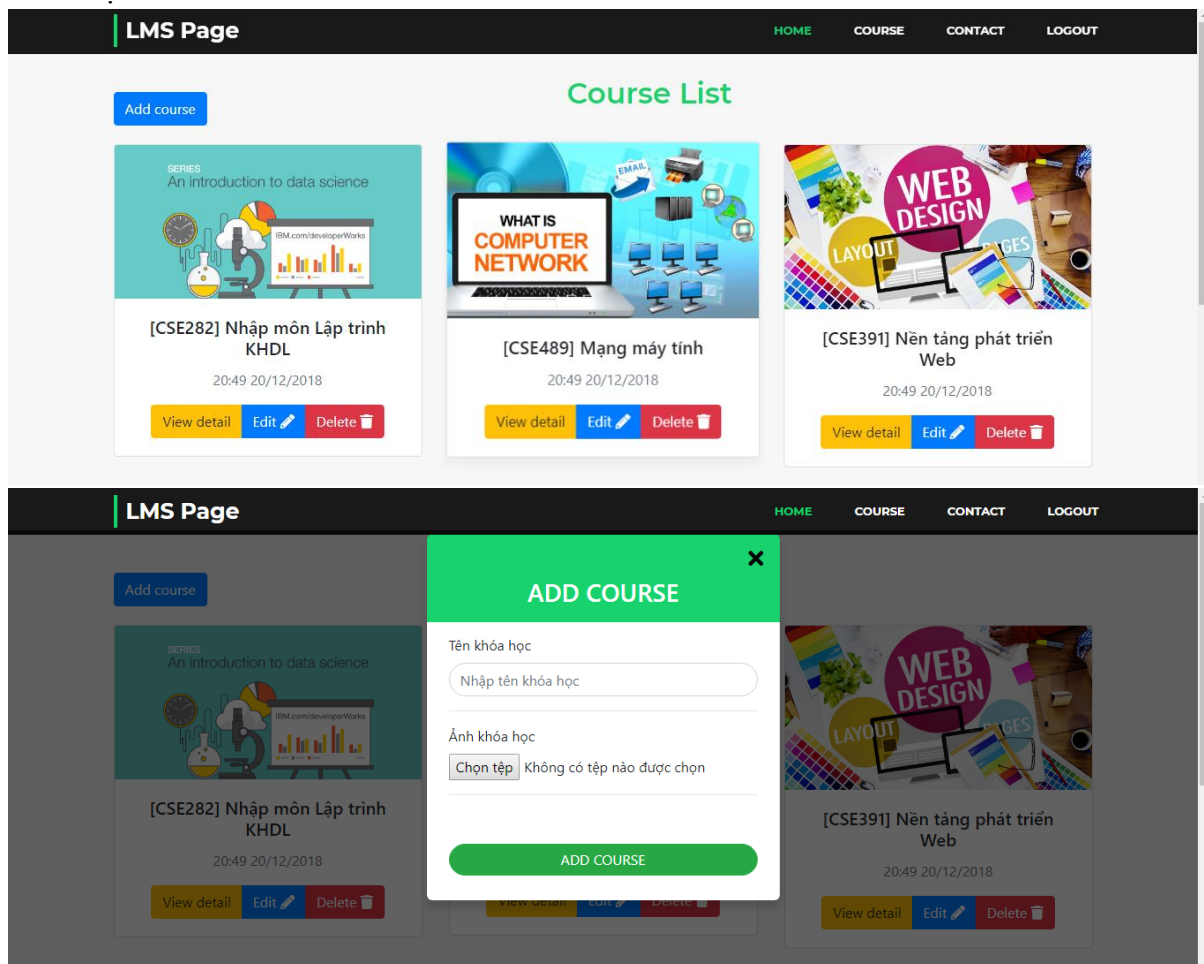 LMS Page
HOME COURSE CONTACT LOGOUT
Add course
Course List
SERIES
An introduction to data science
IBM.com/developerWorks
[CSE282] Nhập môn Lập trình
KHDL
20:49 20/12/2018
View detail Edit Delete
EMAIL
WHAT IS
COMPUTER
NETWORK
[CSE489] Mạng máy tính
20:49 20/12/2018
View detail Edit Delete
WEB
DESIGN
LAYOUT
PAGES
[CSE391] Nền tảng phát triển
Web
20:49 20/12/2018
View detail Edit Delete
LMS Page
HOME COURSE CONTACT LOGOUT
Add course
SERIES
An introduction to data science
IBM.com/developerWorks
[CSE282] Nhập môn Lập trình
KHDL
20:49 20/12/2018
View detail Edit Delete
ADD COURSE
Tên khóa học
Nhập tên khóa học
Ảnh khóa học
Chọn tệp Không có tệp nào được chọn
ADD COURSE
View detail Edit Delete
WEB
DESIGN
LAYOUT
PAGES
[CSE391] Nền tảng phát triển
Web
20:49 20/12/2018
View detail Edit Delete